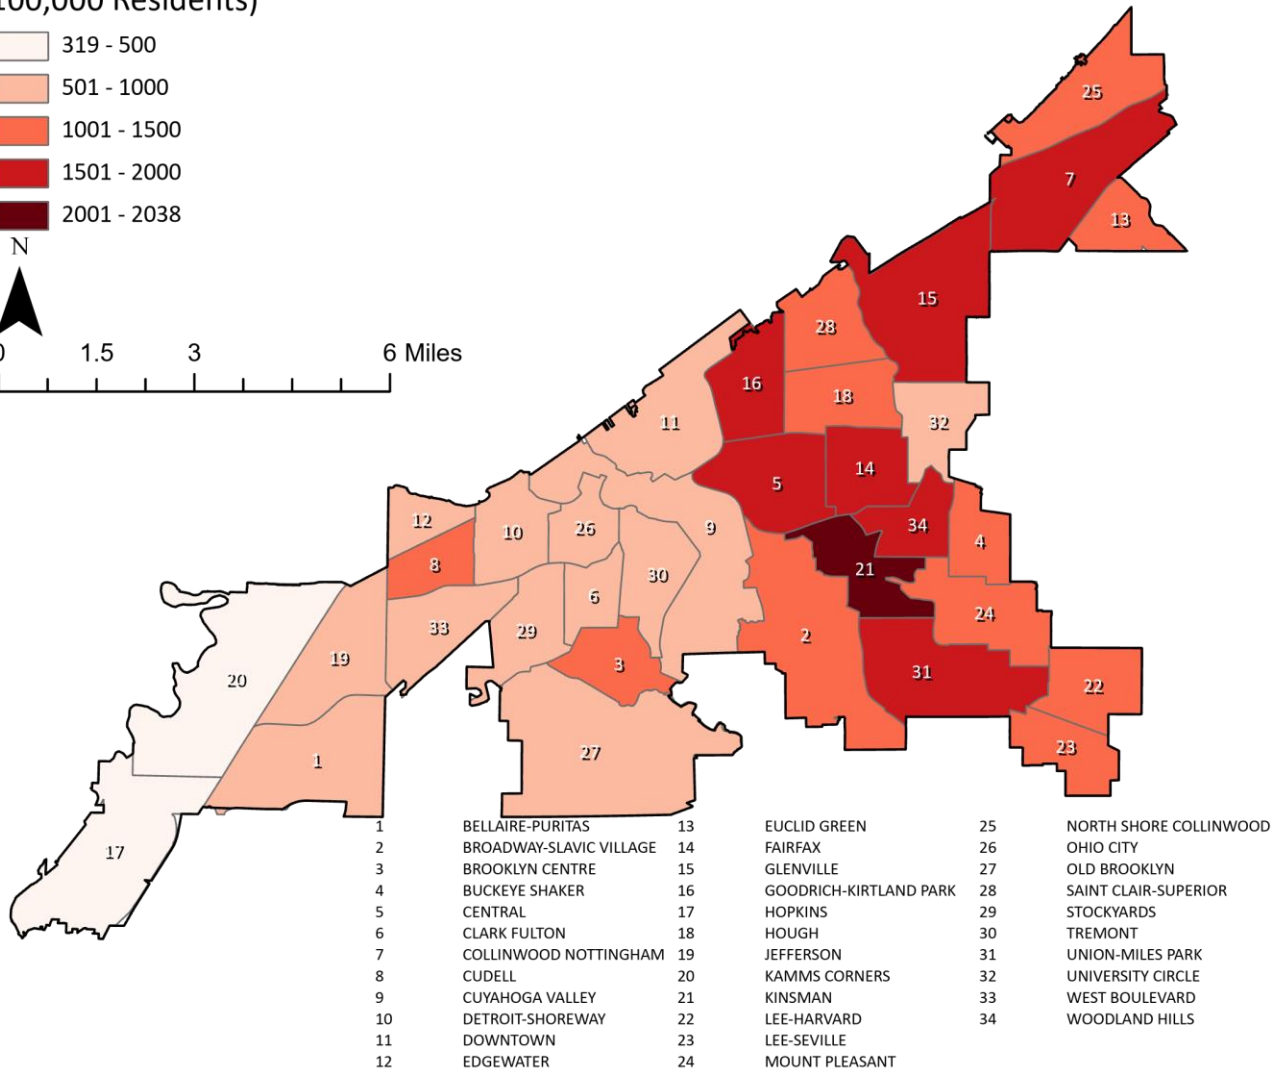 100,000 Residents)
319 - 500
501 - 1000
1001 - 1500
1501 - 2000
2001 - 2038
N
0 1.5 3 6 Miles
25
7
13
15
28
16
18
11
32
14
5
34
12
10
26
9
4
8
21
30
6
24
33
29
2
19
3
31
20
22
23
27
1
17
1 BELLAIRE-PURITAS 13 EUCLID GREEN 25 NORTH SHORE COLLINWOOD
2 BROADWAY-SLAVIC VILLAGE 14 FAIRFAX 26 OHIO CITY
3 BROOKLYN CENTRE 15 GLENVILLE 27 OLD BROOKLYN
4 BUCKEYE SHAKER 16 GOODRICH-KIRTLAND PARK 28 SAINT CLAIR-SUPERIOR
5 CENTRAL 17 HOPKINS 29 STOCKYARDS
6 CLARK FULTON 18 HOUGH 30 TREMONT
7 COLLINWOOD NOTTINGHAM 19 JEFFERSON 31 UNION-MILES PARK
8 CUDELL 20 KAMMS CORNERS 32 UNIVERSITY CIRCLE
9 CUYAHOGA VALLEY 21 KINSMAN 33 WEST BOULEVARD
10 DETROIT-SHOREWAY 22 LEE-HARVARD 34 WOODLAND HILLS
11 DOWNTOWN 23 LEE-SEVILLE
12 EDGEWATER 24 MOUNT PLEASANT